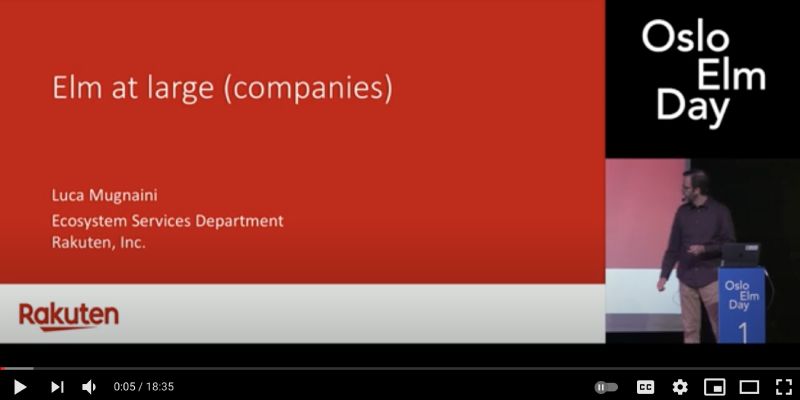 Elm at large (companies)
Luca Mugnaini
Ecosystem Services Department
Rakuten, Inc.
Rakuten
Oslo
Elm
Day
Oslo
Elm
Day
1
0:05 / 18:35
CC